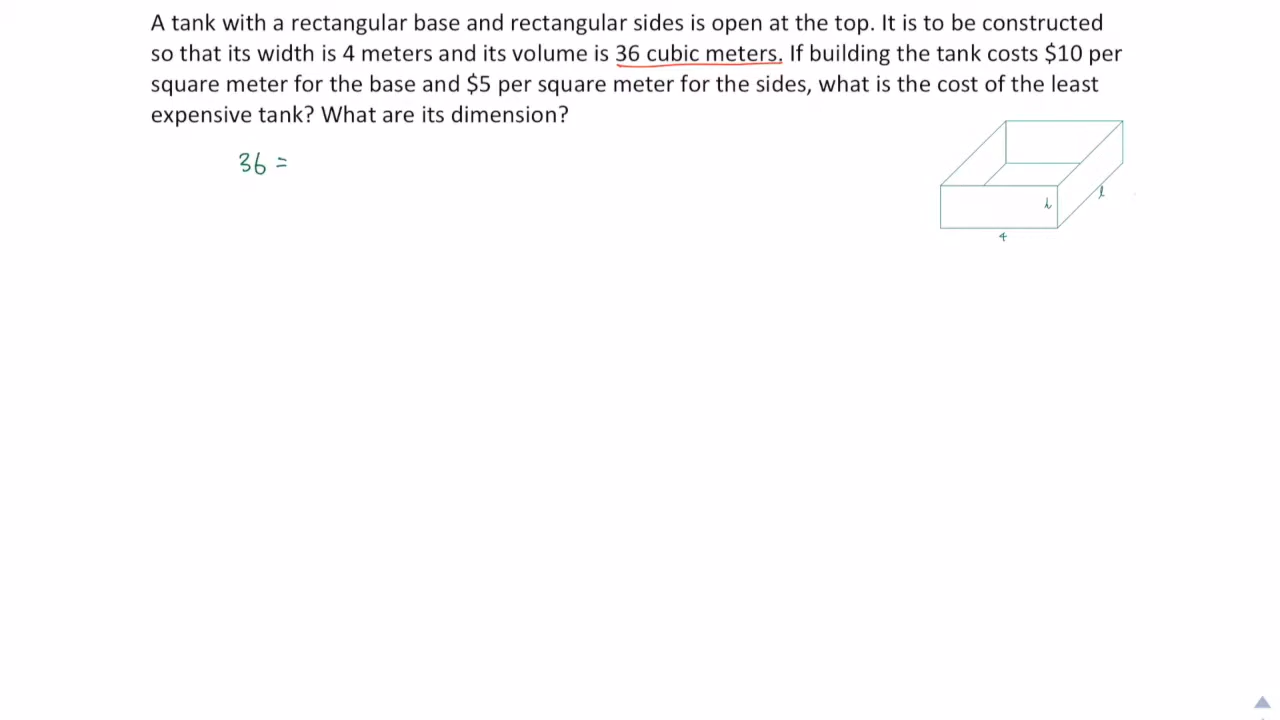 A tank with a rectangular base and rectangular sides is open at the top. It is to be constructed
so that its width is 4 meters and its volume is 36 cubic meters. If building the tank costs $10 per
square meter for the base and $5 per square meter for the sides, what is the cost of the least
expensive tank? What are its dimension?
36 =
h
l
4